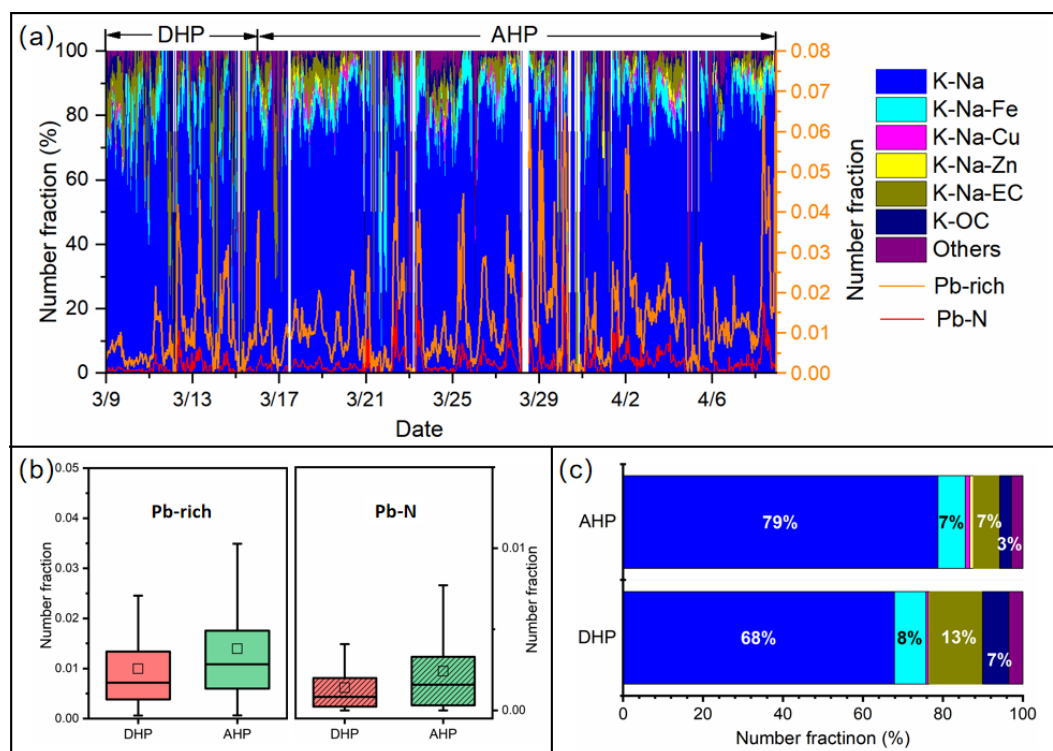 (a)
DHP
AHP
100
80
60
40
20
0
Number fraction (%)
0.08
0.07
0.06
0.05
0.04
0.03
0.02
0.01
0.00
Number fraction
3/9
3/13
3/17
3/21
3/25
3/29
4/2
4/6
Date
K-Na
K-Na-Fe
K-Na-Cu
K-Na-Zn
K-Na-EC
K-OC
Others
Pb-rich
Pb-N
(b)
0.05
0.04
0.03
0.02
0.01
0.00
Number fraction
Pb-rich
DHP
AHP
Pb-N
DHP
AHP
0.01
0.00
Number fraction
(c)
AHP
79%
7%
7%
3%
DHP
68%
8%
13%
7%
0
20
40
60
80
100
Number fractinon (%)